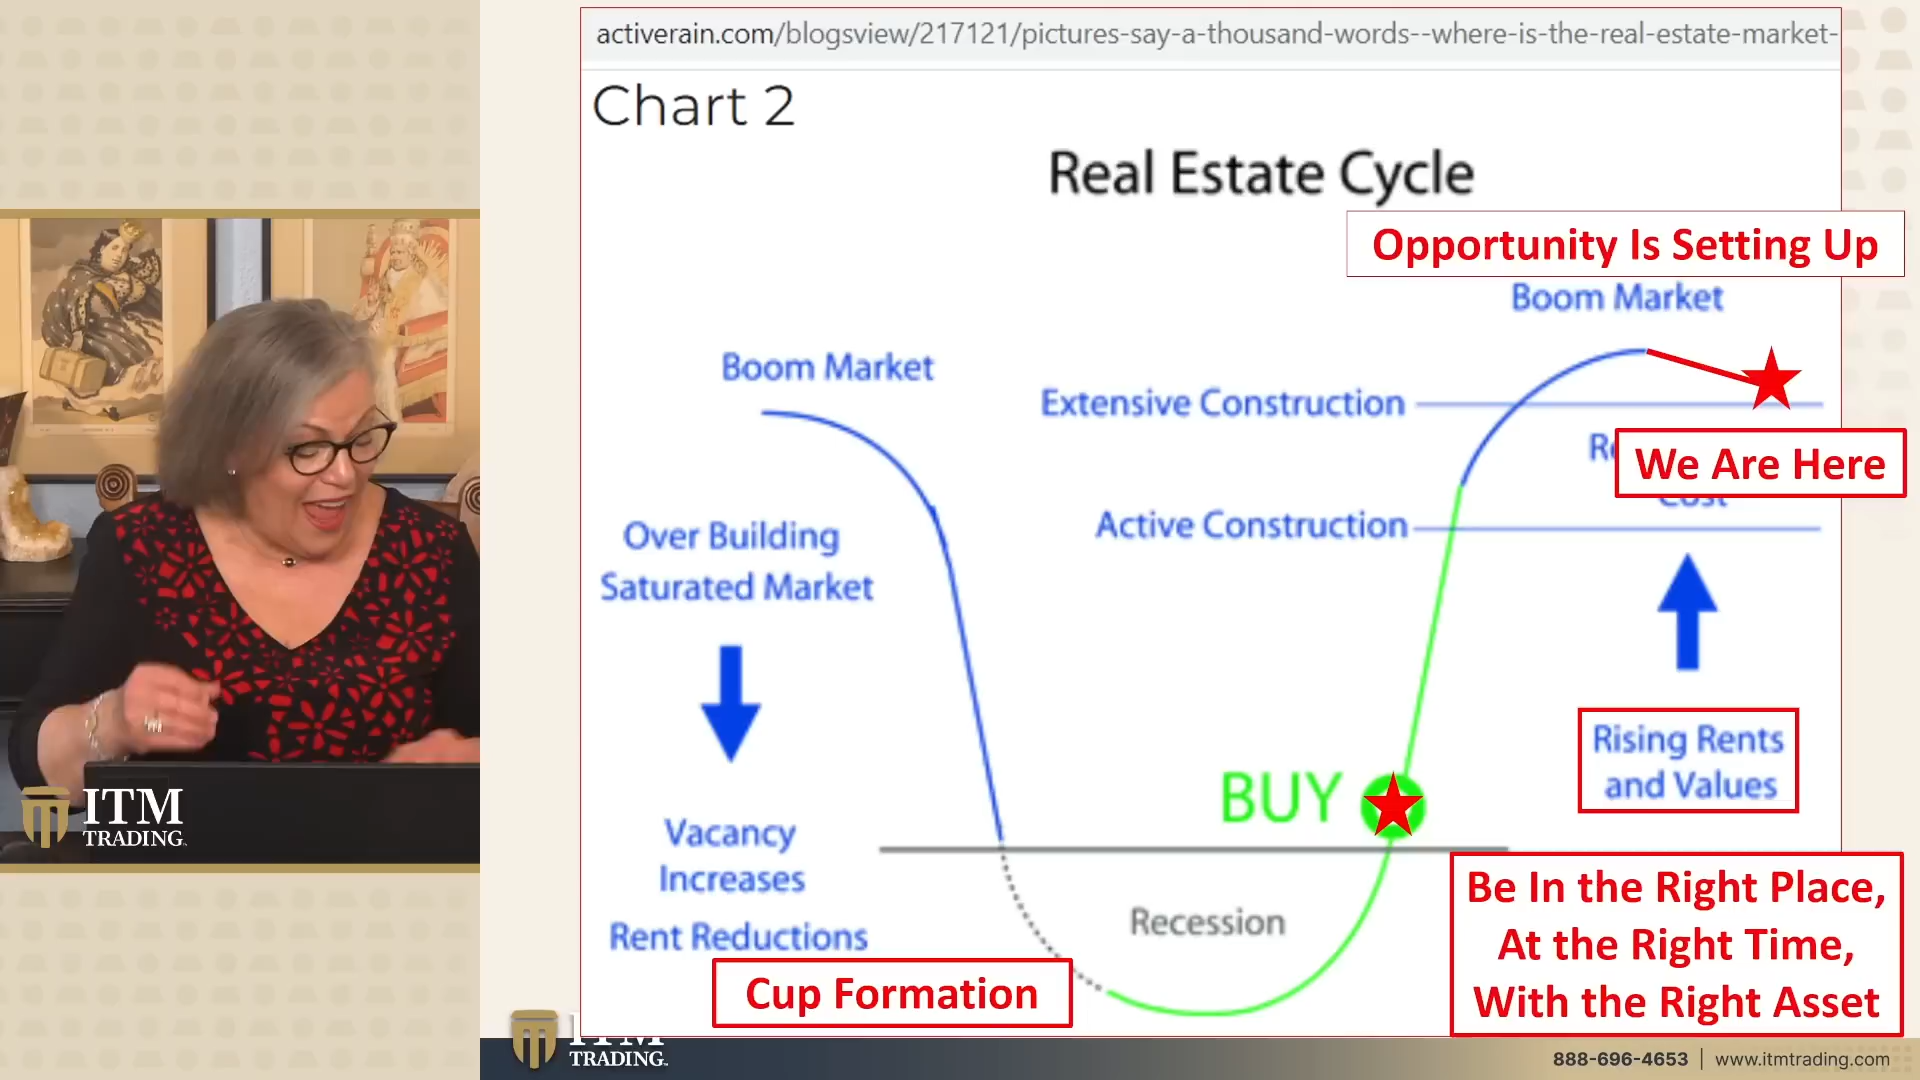 activerain.com/blogsview/217121/pictures-say-a-thousand-words--where-is-the-real-estate-market-
Chart 2
Real Estate Cycle
Opportunity Is Setting Up
Boom Market
Boom Market
Extensive Construction
We Are Here
Cost
Active Construction
Over Building
Saturated Market
Rising Rents
and Values
BUY
Vacancy
Increases
Rent Reductions
Recession
Be In the Right Place,
At the Right Time,
With the Right Asset
Cup Formation
ITM
TRADING
ITM
TRADING
888-696-4653 | www.itmtrading.com